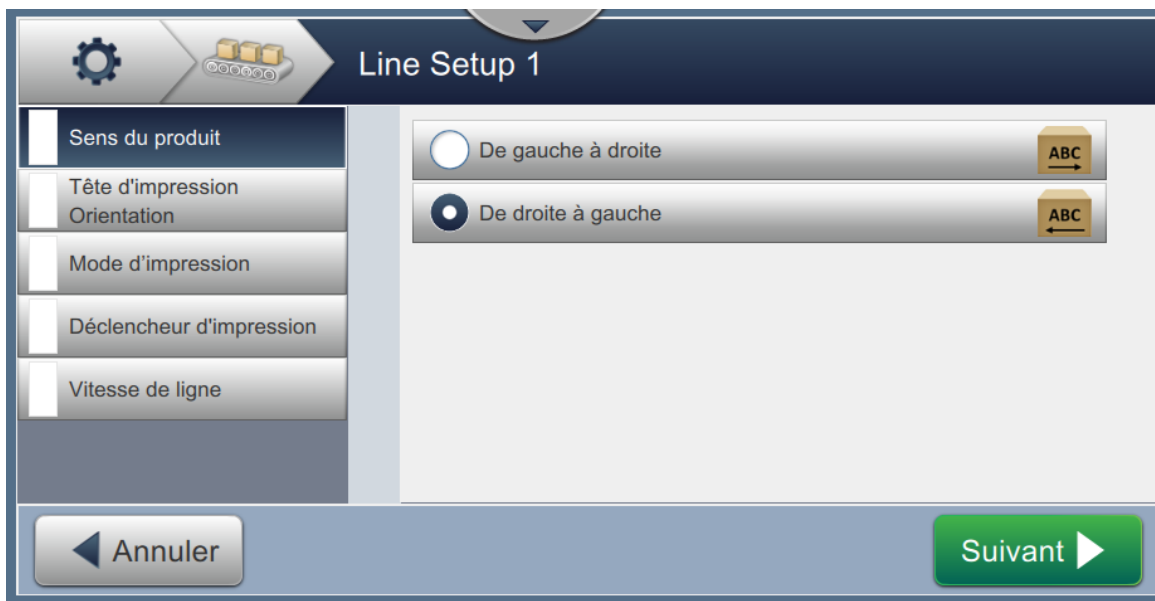 Line Setup 1
Sens du produit
Tête d'impression
Orientation
Mode d’impression
Déclencheur d'impression
Vitesse de ligne
De gauche à droite
ABC
De droite à gauche
ABC
Annuler
Suivant